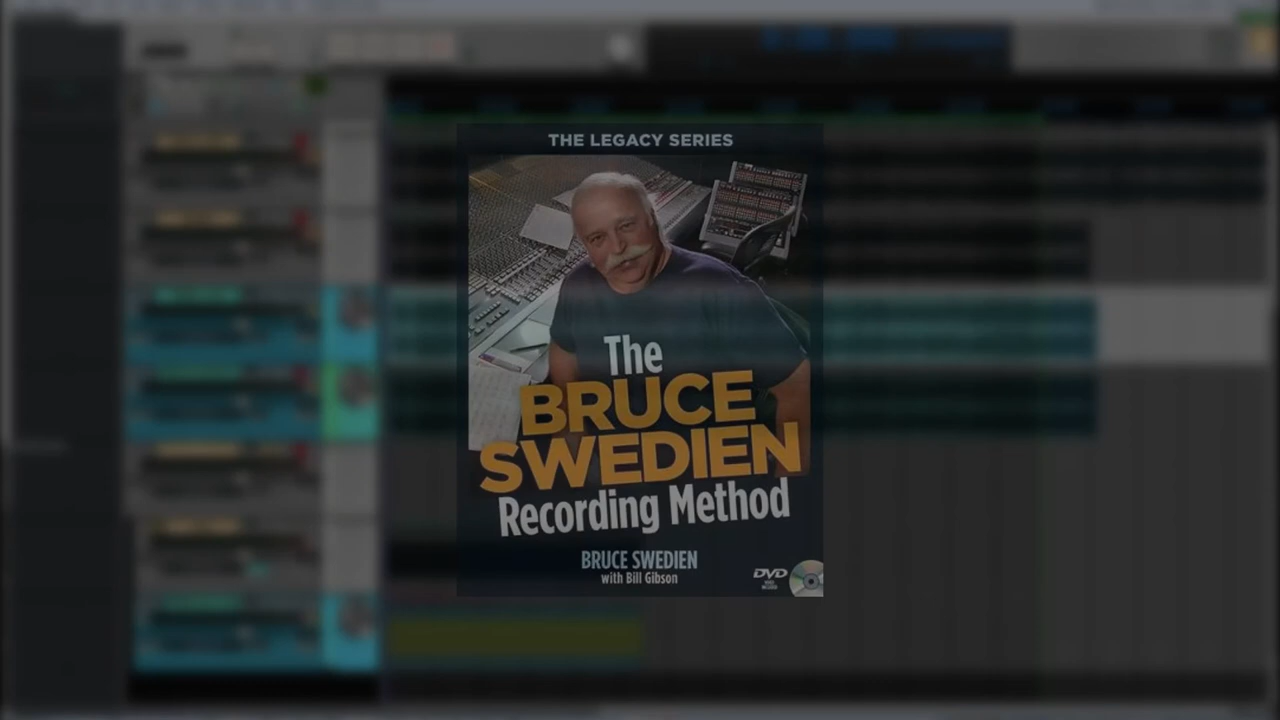 THE LEGACY SERIES
The
BRUCE
SWEDIEN
Recording Method
BRUCE SWEDIEN
with Bill Gibson
DVD